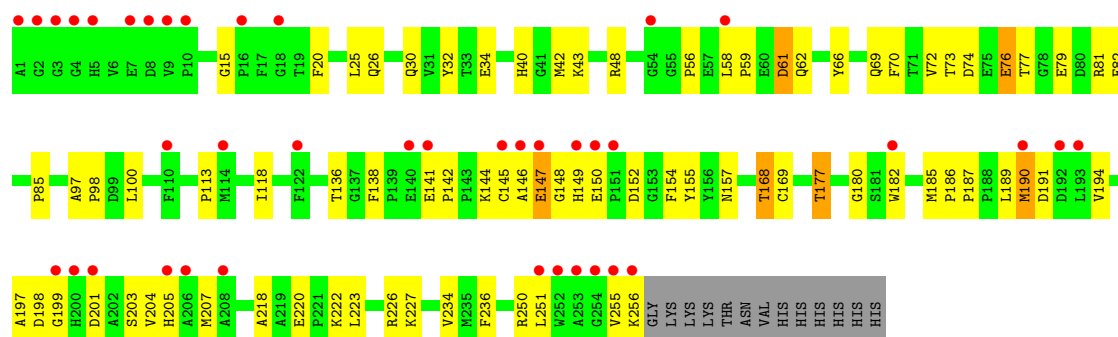 A1 G2 G3 G4 H5 V6 E7 D8 V9 P10 G15 P16 F17 G18 T19 F20 L25 Q26 Q30 V31 Y32 T33 E34 H40 G41 M42 K43 R48 G54 G55 P56 E57 L58 P59 E60 D61 Q62 Y66 Q69 F70 T71 V72 T73 D74 E75 E76 T77 G78 E79 D80 R81
P85 A97 P98 D99 L100 F110 P113 M114 I118 F122 T136 G137 F138 P139 E140 E141 P142 P143 K144 C145 A146 E147 G148 H149 E150 P151 D152 G153 F154 Y155 Y156 N157 T168 C169 T177 G180 S181 W182 M185 P186 P187 P188 L189 M190 D191 D192 L193 V194
A197 D198 G199 H200 D201 A202 S203 V204 H205 A206 M207 A208 A218 A219 E220 P221 K222 L223 R226 K227 V234 M235 F236 R250 L251 W252 A253 G254 V255 K256 GLY LYS LYS LYS THR ASN VAL HIS HIS HIS HIS HIS HIS